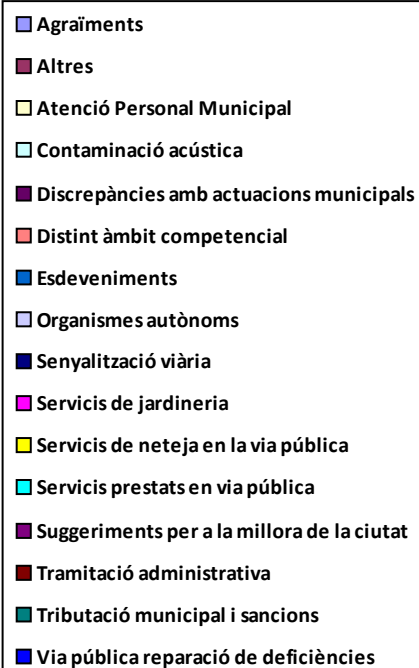 Agraïments
Altres
Atenció Personal Municipal
Contaminació acústica
Discrepàncies amb actuacions municipals
Distint àmbit competencial
Esdeveniments
Organismes autònoms
Senyalització viària
Servicis de jardineria
Servicis de neteja en la via pública
Servicis prestats en via pública
Suggeriments per a la millora de la ciutat
Tramitació administrativa
Tributació municipal i sancions
Via pública reparació de deficiències